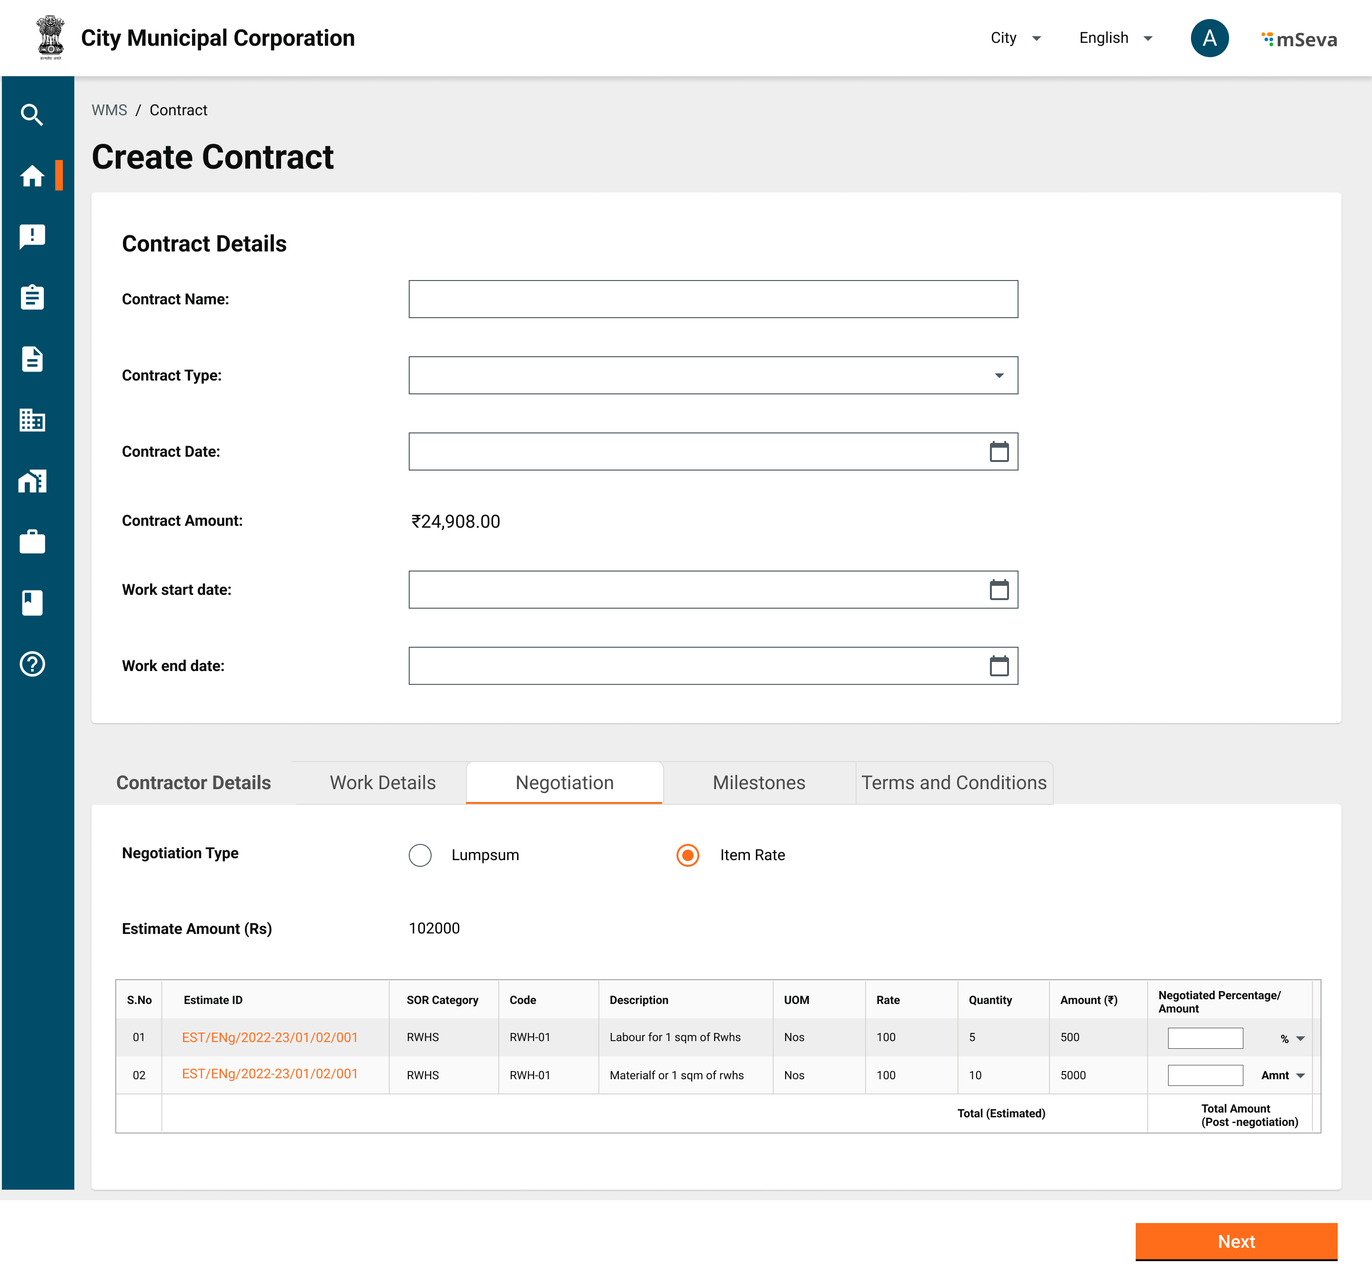 City Municipal Corporation
City
English
A
mSeva
WMS / Contract
Create Contract
Contract Details
Contract Name:
Contract Type:
Contract Date:
Contract Amount: ₹24,908.00
Work start date:
Work end date:
Contractor Details Work Details Negotiation Milestones Terms and Conditions
Negotiation Type Lumpsum Item Rate
Estimate Amount (Rs) 102000
S.No Estimate ID SOR Category Code Description UOM Rate Quantity Amount (₹) Negotiated Percentage/
Amount
01 EST/ENg/2022-23/01/02/001 RWHS RWH-01 Labour for 1 sqm of Rwhs Nos 100 5 500 %
02 EST/ENg/2022-23/01/02/001 RWHS RWH-01 Materialf or 1 sqm of rwhs Nos 100 10 5000 Amnt
Total (Estimated) Total Amount
(Post -negotiation)
Next